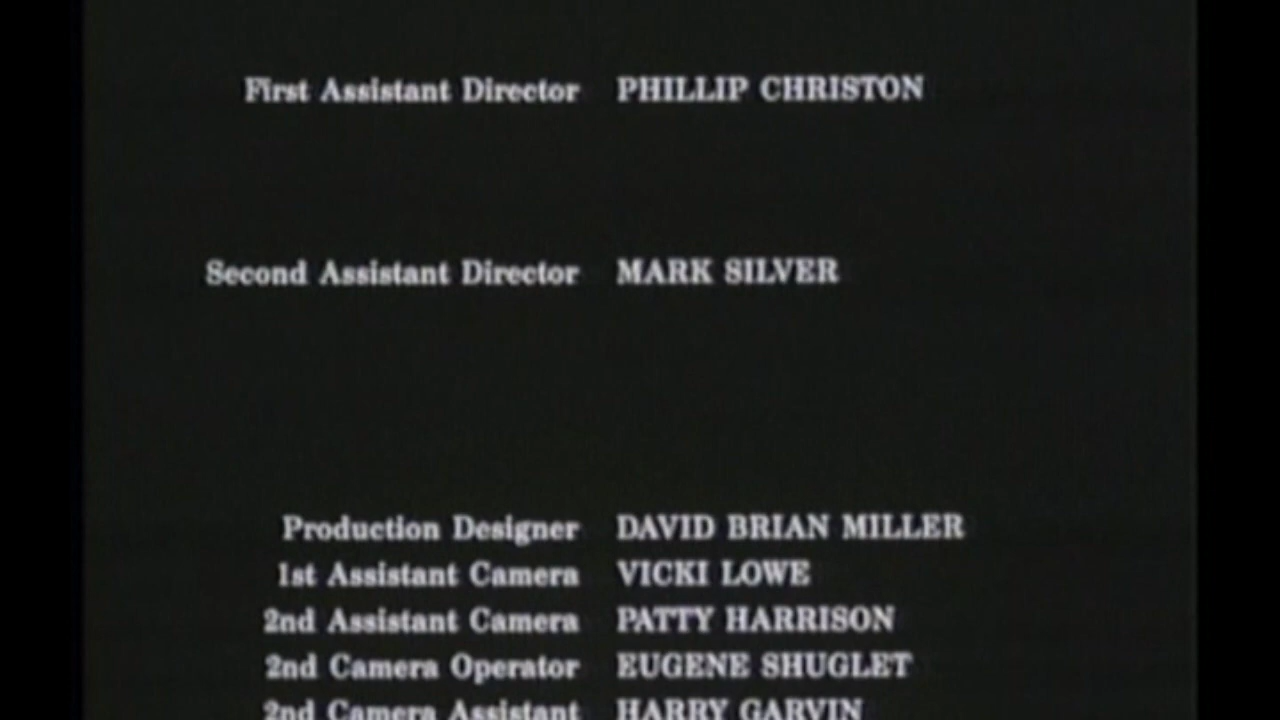 First Assistant Director PHILLIP CHRISTON
Second Assistant Director MARK SILVER
Production Designer DAVID BRIAN MILLER
1st Assistant Camera VICKI LOWE
2nd Assistant Camera PATTY HARRISON
2nd Camera Operator EUGENE SHUGLET
2nd Camera Assistant HARRY GARVIN